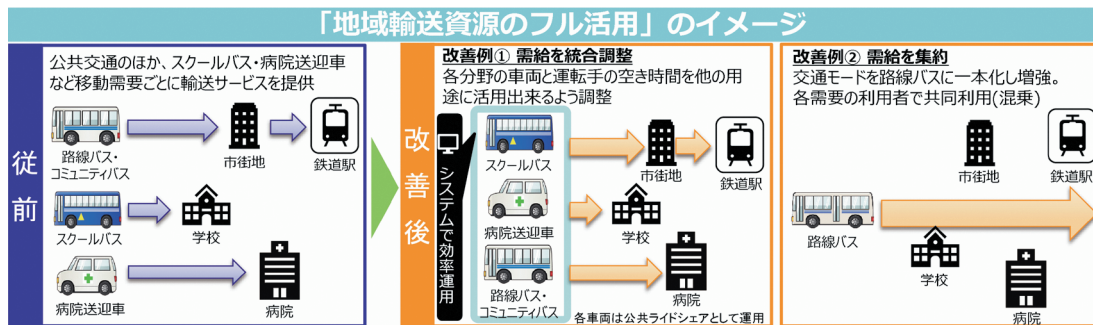 「地域輸送資源のフル活用」のイメージ
従前
公共交通のほか、スクールバス・病院送迎車
など移動需要ごとに輸送サービスを提供
路線バス・
コミュニティバス
市街地
鉄道駅
スクールバス
学校
病院送迎車
病院
改善後
改善例① 需給を統合調整
各分野の車両と運転手の空き時間を他の用
途に活用出来るよう調整
システムで効率運用
スクールバス
市街地
鉄道駅
病院送迎車
学校
路線バス・
コミュニティバス
病院
各車両は公共ライドシェアとして運用
改善例② 需給を集約
交通モードを路線バスに一本化し増強。
各需要の利用者で共同利用(混乗)
市街地
鉄道駅
路線バス
学校
病院